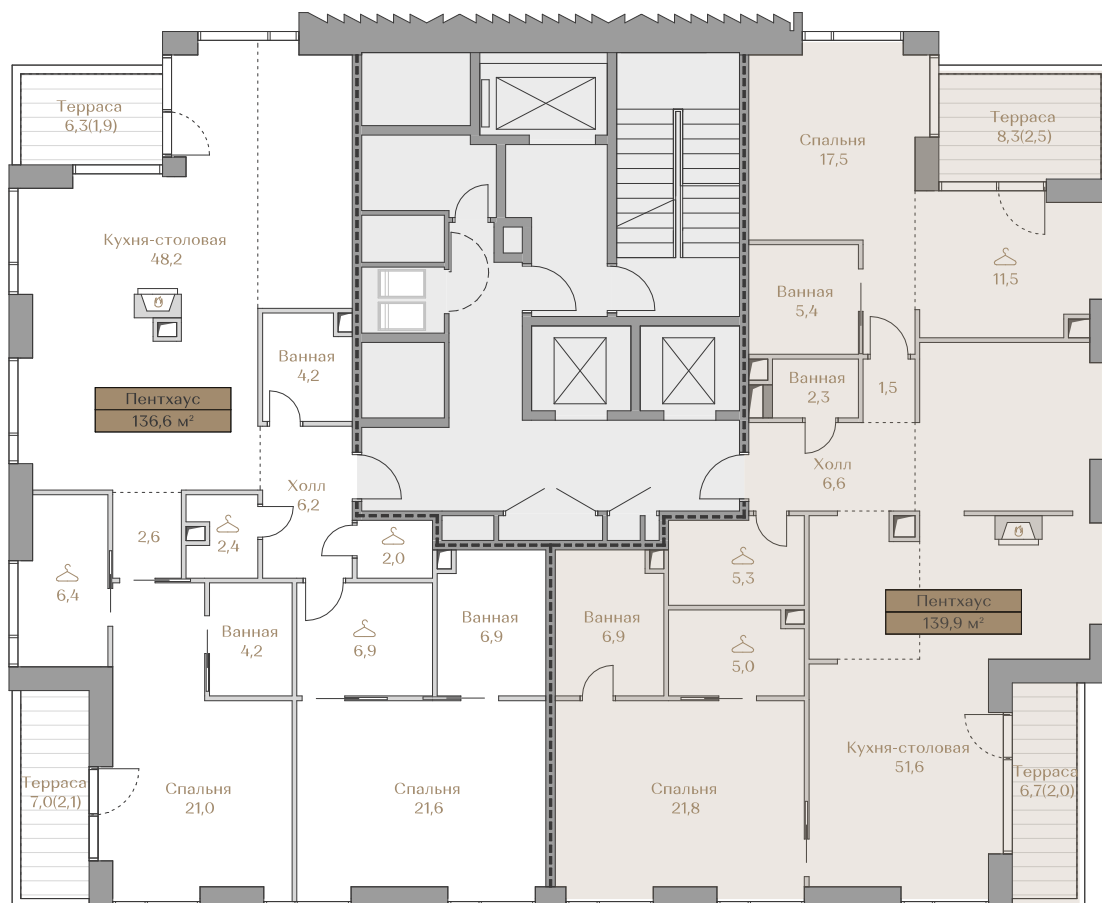 Терраса
6,3(1,9)
Кухня-столовая
48,2
Ванная
4,2
Пентхаус
136,6 м²
Холл
6,2
2,6
2,4
2,0
6,4
Ванная
4,2
6,9
Ванная
6,9
Терраса
7,0(2,1)
Спальня
21,0
Спальня
21,6
Спальня
17,5
Терраса
8,3(2,5)
11,5
Ванная
5,4
Ванная
2,3
1,5
Холл
6,6
5,3
Ванная
6,9
5,0
Пентхаус
139,9 м²
Спальня
21,8
Кухня-столовая
51,6
Терраса
6,7(2,0)